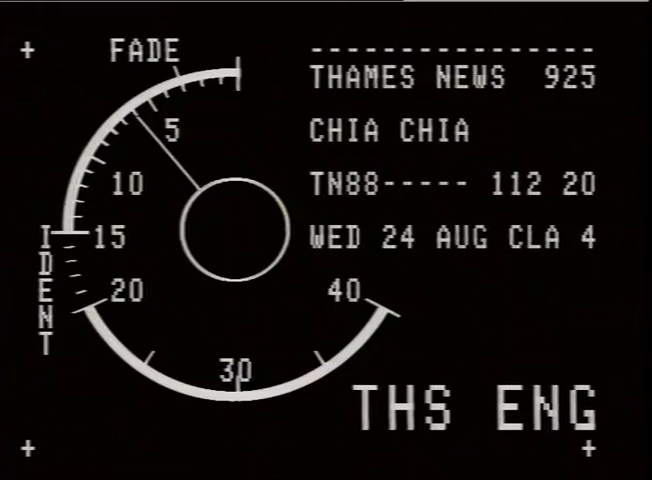 FADE
----------------
THAMES NEWS 925
CHIA CHIA
TN88----- 112 20
WED 24 AUG CLA 4
5
10
15
20
30
40
IDENT
THS ENG